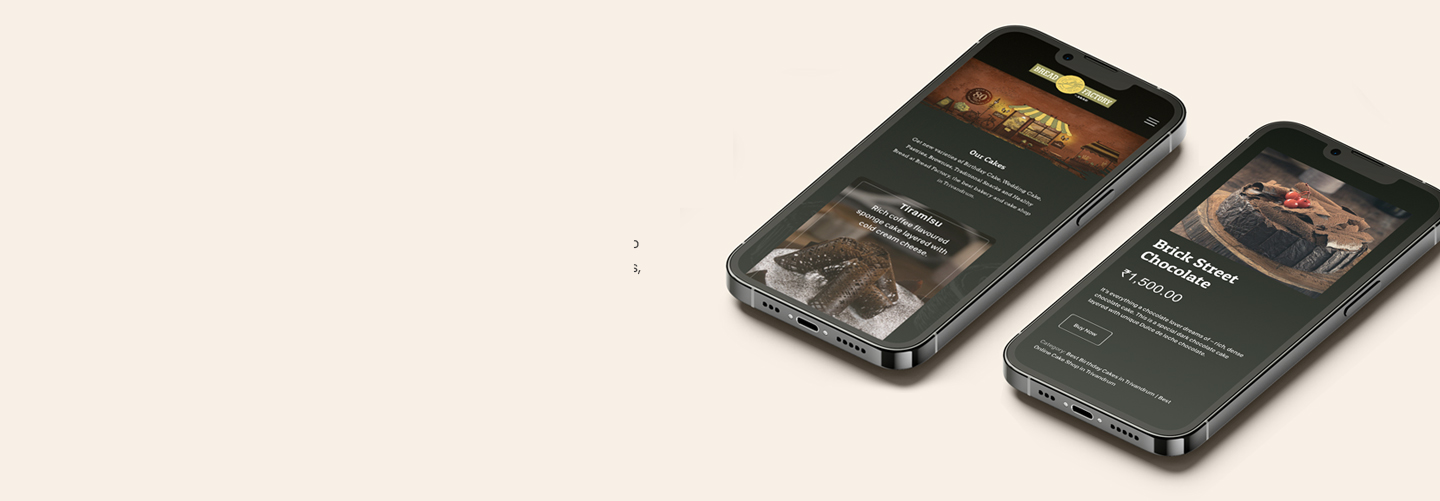 o
s,
BREAD FACTORY
Our Cakes
Get new varieties of Birthday Cake, Wedding Cake,
Pastries, Brownies, Traditional Snacks and Healthy
Bread at Bread Factory, the best bakery and cake shop
in Trivandrum.
Tiramisu
Rich coffee flavoured
sponge cake layered with
cold cream cheese.
Brick Street
Chocolate
₹1,500.00
It's everything a chocolate lover dreams of—rich, dense
chocolate cake. This is a special dark chocolate cake
layered with unique Dulce de leche chocolate.
Buy Now
Category: Best Birthday Cakes in Trivandrum | Best
Online Cake Shop in Trivandrum